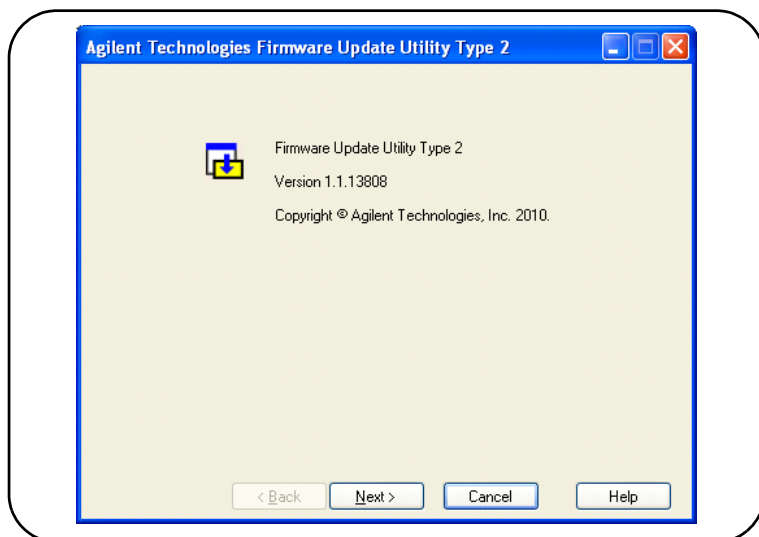 Agilent Technologies Firmware Update Utility Type 2
Firmware Update Utility Type 2
Version 1.1.13808
Copyright © Agilent Technologies, Inc. 2010.
< Back Next > Cancel Help